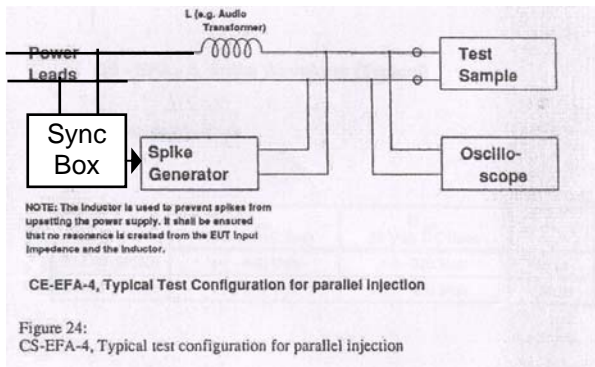 L (e.g. Audio
Transformer)
Power
Leads
Test
Sample
Sync
Box
Spike
Generator
Oscillo-
scope
NOTE: The inductor is used to prevent spikes from
upsetting the power supply. It shall be ensured
that no resonance is created from the EUT input
impedance and the inductor.
CE-EFA-4, Typical Test Configuration for parallel injection
Figure 24:
CS-EFA-4, Typical test configuration for parallel injection